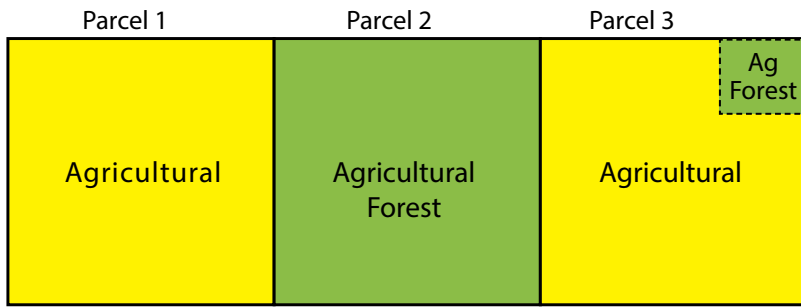 Parcel 1
Parcel 2
Parcel 3
Ag
Forest
Agricultural
Agricultural
Forest
Agricultural